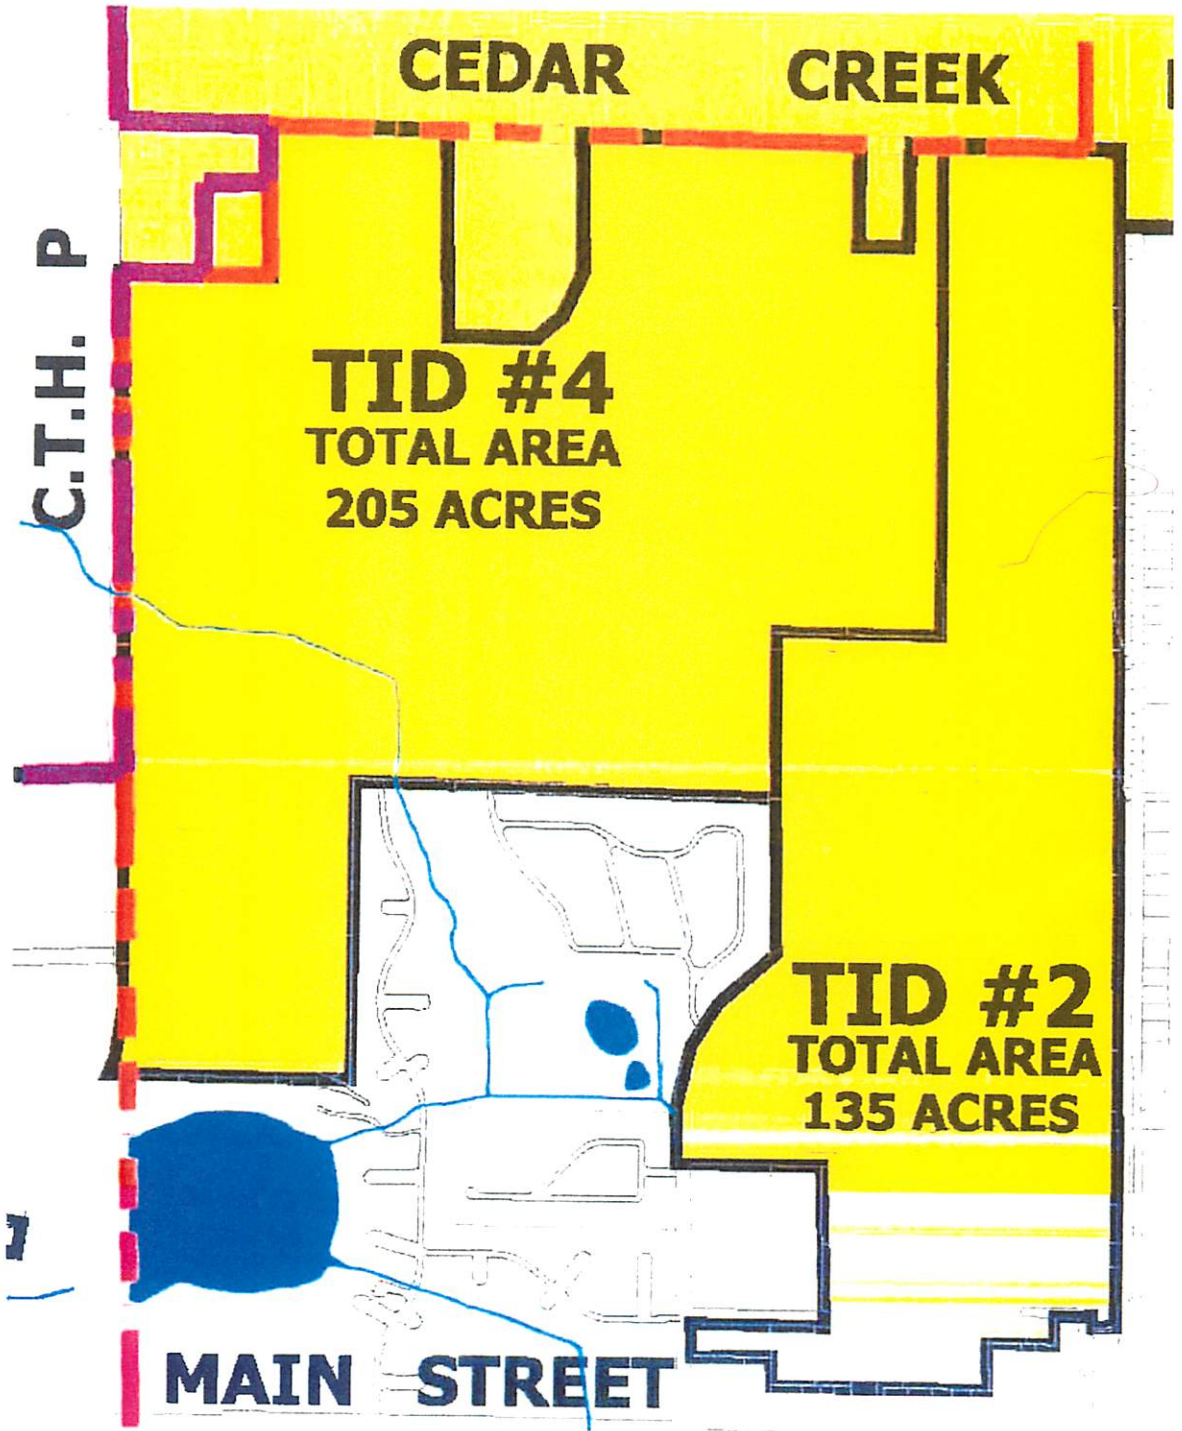 CEDAR CREEK
C.T.H. P
TID #4
TOTAL AREA
205 ACRES
TID #2
TOTAL AREA
135 ACRES
MAIN STREET